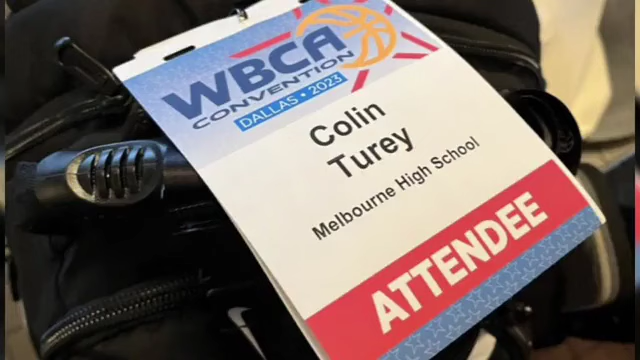 WBCA
CONVENTION
DALLAS • 2023
Colin
Turey
Melbourne High School
ATTENDEE